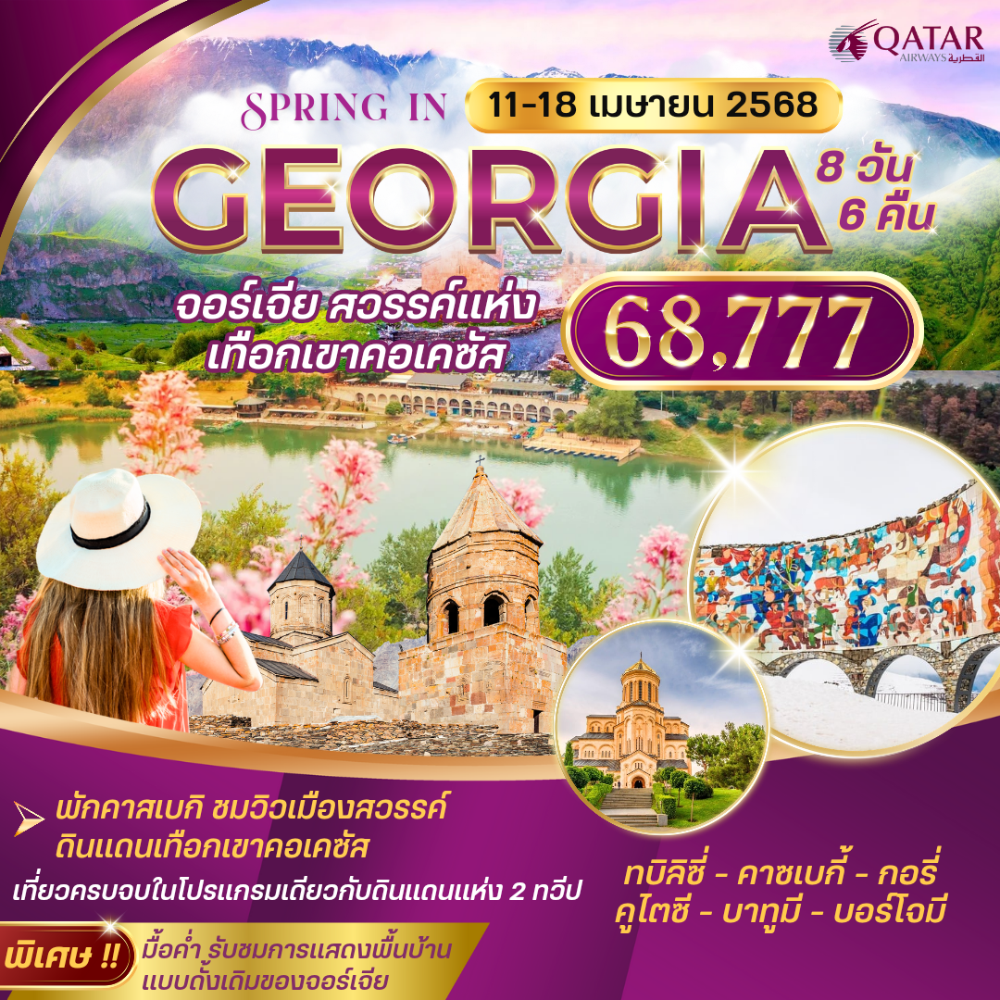 QATAR
AIRWAYS القطرية
SPRING IN
11-18 เมษายน 2568
GEORGIA
8 วัน
6 คืน
จอร์เจีย สวรรค์แห่ง
เทือกเขาคอเคซัส
68,777
พักคาสเบกิ ชมวิวเมืองสวรรค์
ดินแดนเทือกเขาคอเคซัส
เที่ยวครบจบในโปรแกรมเดียวกับดินแดนแห่ง 2 ทวีป
ทบิลิซี่ - คาซเบกี้ - กอรี่
คูไตซี - บาทูมี - บอร์โจมี
พิเศษ !!
มื้อค่ำ รับชมการแสดงพื้นบ้าน
แบบดั้งเดิมของจอร์เจีย